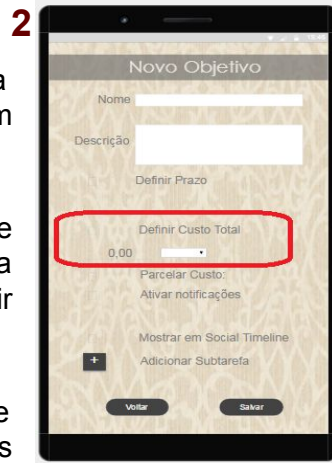 2
Novo Objetivo
Nome
Descrição
Definir Prazo
Definir Custo Total
0,00
Parcelar Custo:
Ativar notificações
Mostrar em Social Timeline
+ Adicionar Subtarefa
Voltar Salvar
a
m
e
a
ir
e
s